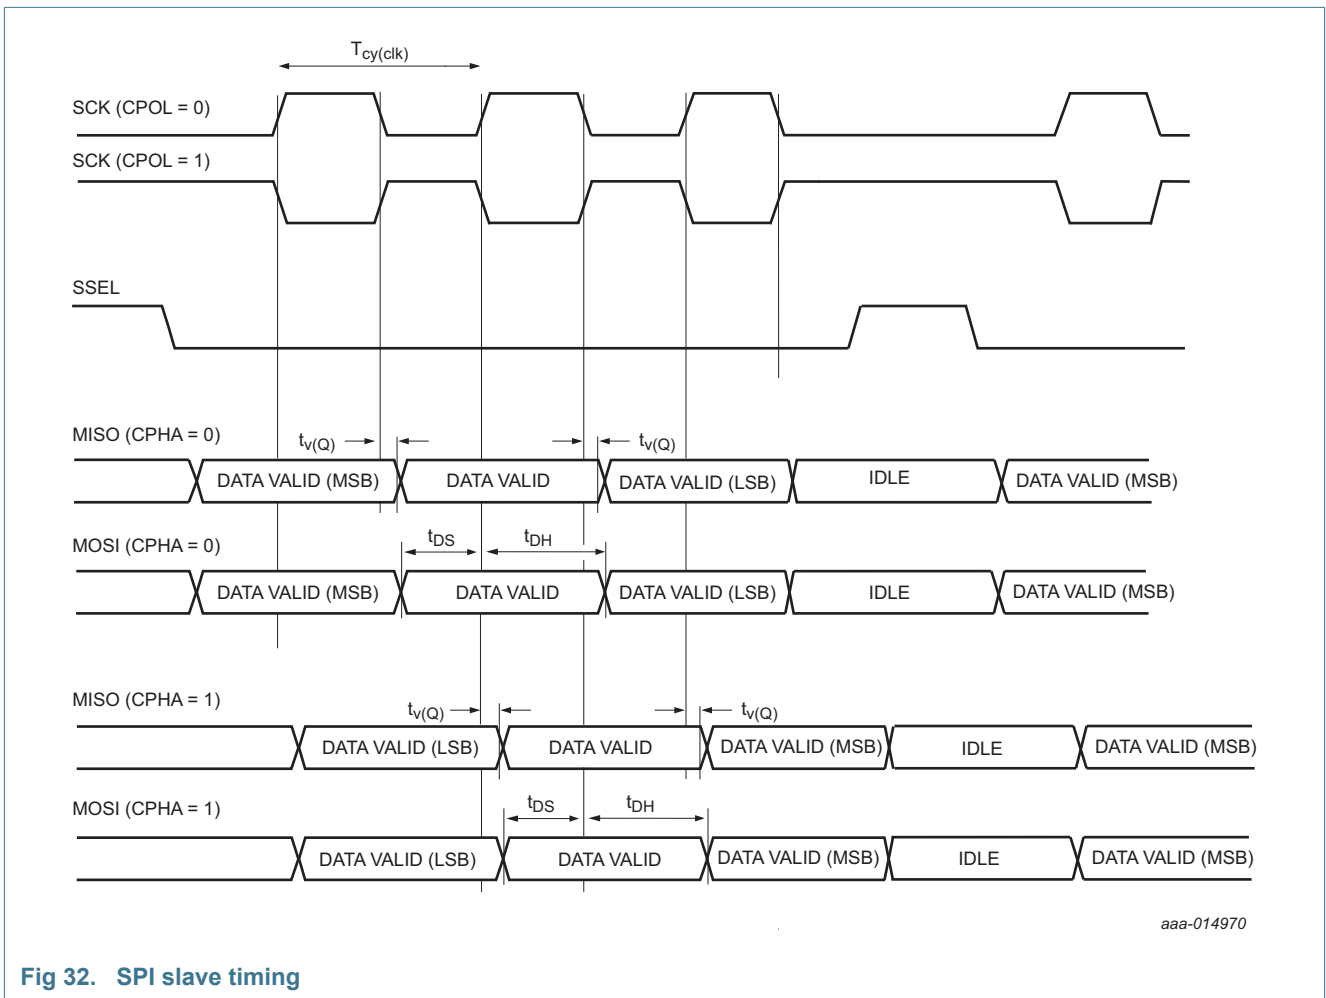 Tcy(clk)
SCK (CPOL = 0)
SCK (CPOL = 1)
SSEL
MISO (CPHA = 0)
tv(Q)
tv(Q)
DATA VALID (MSB)
DATA VALID
DATA VALID (LSB)
IDLE
DATA VALID (MSB)
MOSI (CPHA = 0)
tDS
tDH
DATA VALID (MSB)
DATA VALID
DATA VALID (LSB)
IDLE
DATA VALID (MSB)
MISO (CPHA = 1)
tv(Q)
tv(Q)
DATA VALID (LSB)
DATA VALID
DATA VALID (MSB)
IDLE
DATA VALID (MSB)
MOSI (CPHA = 1)
tDS
tDH
DATA VALID (LSB)
DATA VALID
DATA VALID (MSB)
IDLE
DATA VALID (MSB)
aaa-014970
Fig 32. SPI slave timing